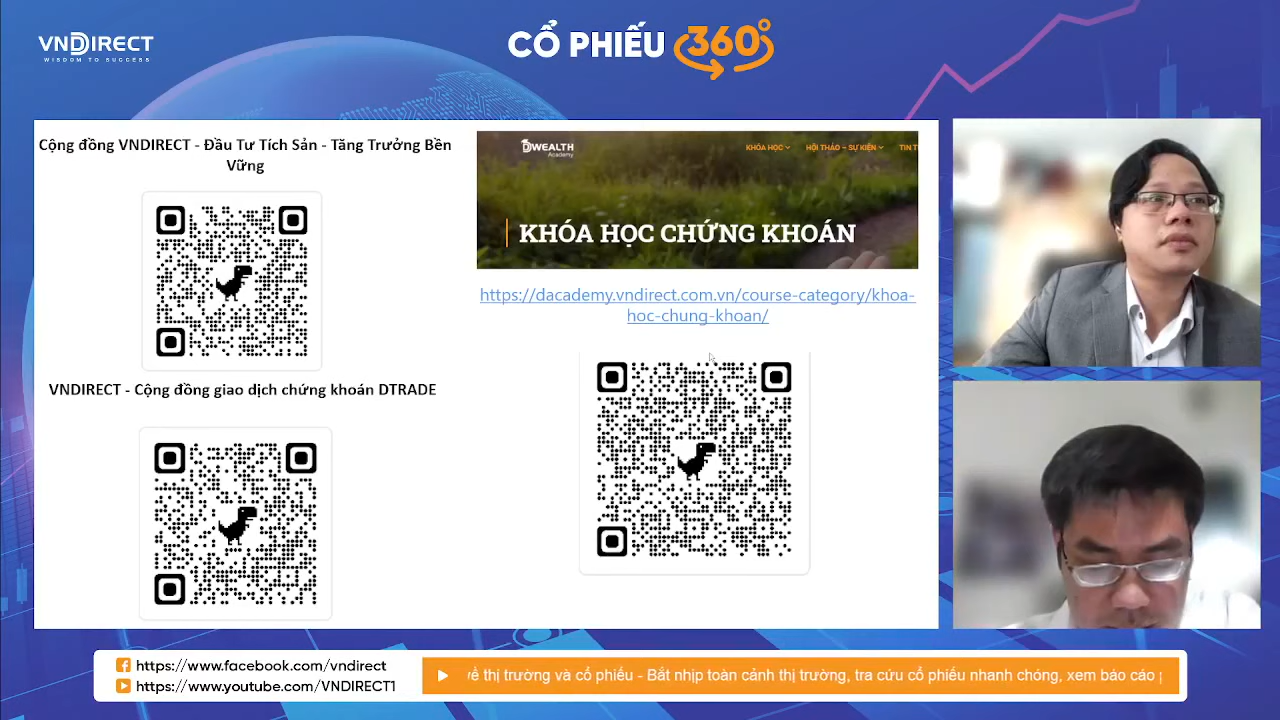 VNDIRECT
WISDOM TO SUCCESS
CỔ PHIẾU 360°
Cộng đồng VNDIRECT - Đầu Tư Tích Sản - Tăng Trưởng Bền
Vững
VNDIRECT - Cộng đồng giao dịch chứng khoán DTRADE
DWEALTH
Academy
KHÓA HỌC
HỘI THẢO – SỰ KIỆN
TIN T
KHÓA HỌC CHỨNG KHOÁN
https://dacademy.vndirect.com.vn/course-category/khoa-
hoc-chung-khoan/
https://www.facebook.com/vndirect
https://www.youtube.com/VNDIRECT1
về thị trường và cổ phiếu - Bắt nhịp toàn cảnh thị trường, tra cứu cổ phiếu nhanh chóng, xem báo cáo